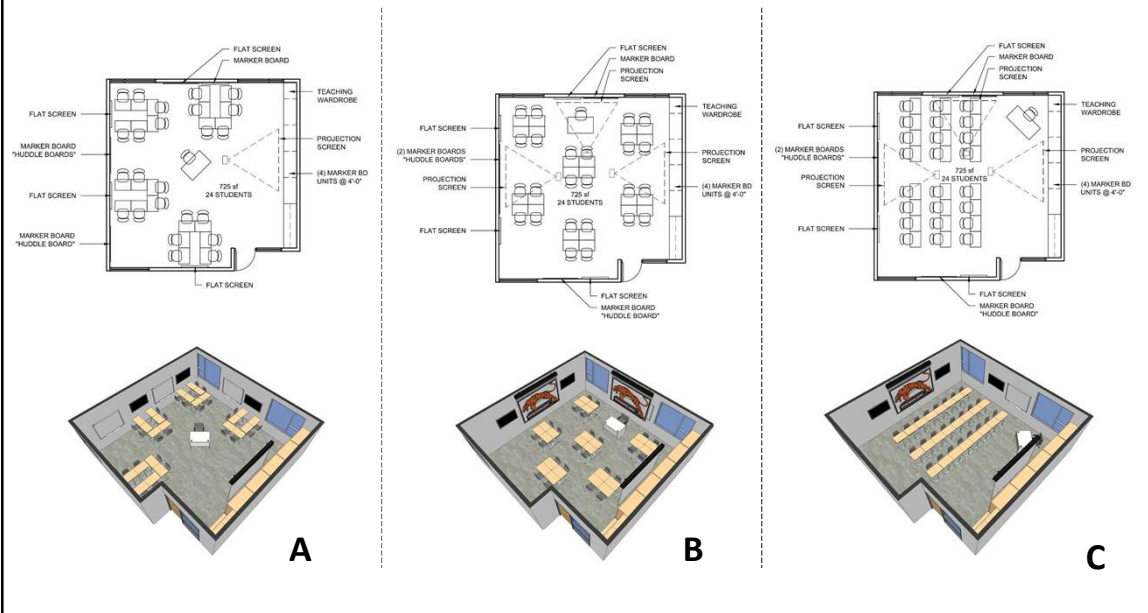 FLAT SCREEN
MARKER BOARD
FLAT SCREEN
MARKER BOARD
"HUDDLE BOARDS"
FLAT SCREEN
MARKER BOARD
"HUDDLE BOARD"
TEACHING
WARDROBE
PROJECTION
SCREEN
(4) MARKER BD
UNITS @ 4'-0"
725 sf
24 STUDENTS
FLAT SCREEN
A
FLAT SCREEN
MARKER BOARD
PROJECTION
SCREEN
FLAT SCREEN
(2) MARKER BOARDS
"HUDDLE BOARDS"
PROJECTION
SCREEN
FLAT SCREEN
TEACHING
WARDROBE
PROJECTION
SCREEN
(4) MARKER BD
UNITS @ 4'-0"
725 sf
24 STUDENTS
FLAT SCREEN
MARKER BOARD
"HUDDLE BOARD"
B
FLAT SCREEN
MARKER BOARD
PROJECTION
SCREEN
FLAT SCREEN
(2) MARKER BOARDS
"HUDDLE BOARDS"
PROJECTION
SCREEN
FLAT SCREEN
TEACHING
WARDROBE
PROJECTION
SCREEN
(4) MARKER BD
UNITS @ 4'-0"
725 sf
24 STUDENTS
FLAT SCREEN
MARKER BOARD
"HUDDLE BOARD"
C